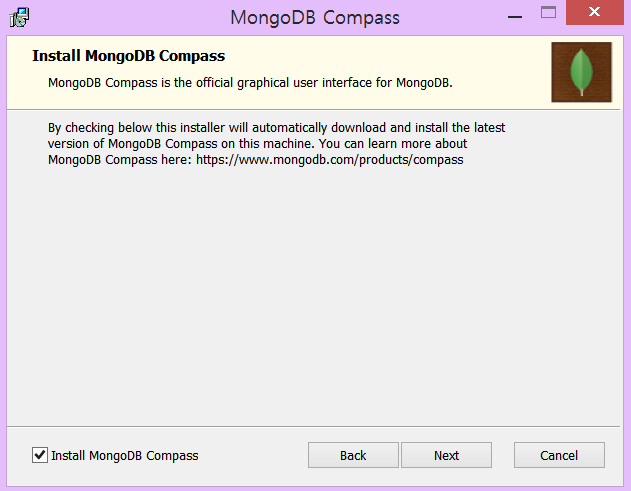 MongoDB Compass
Install MongoDB Compass
MongoDB Compass is the official graphical user interface for MongoDB.
By checking below this installer will automatically download and install the latest
version of MongoDB Compass on this machine. You can learn more about
MongoDB Compass here: https://www.mongodb.com/products/compass
Install MongoDB Compass
Back
Next
Cancel